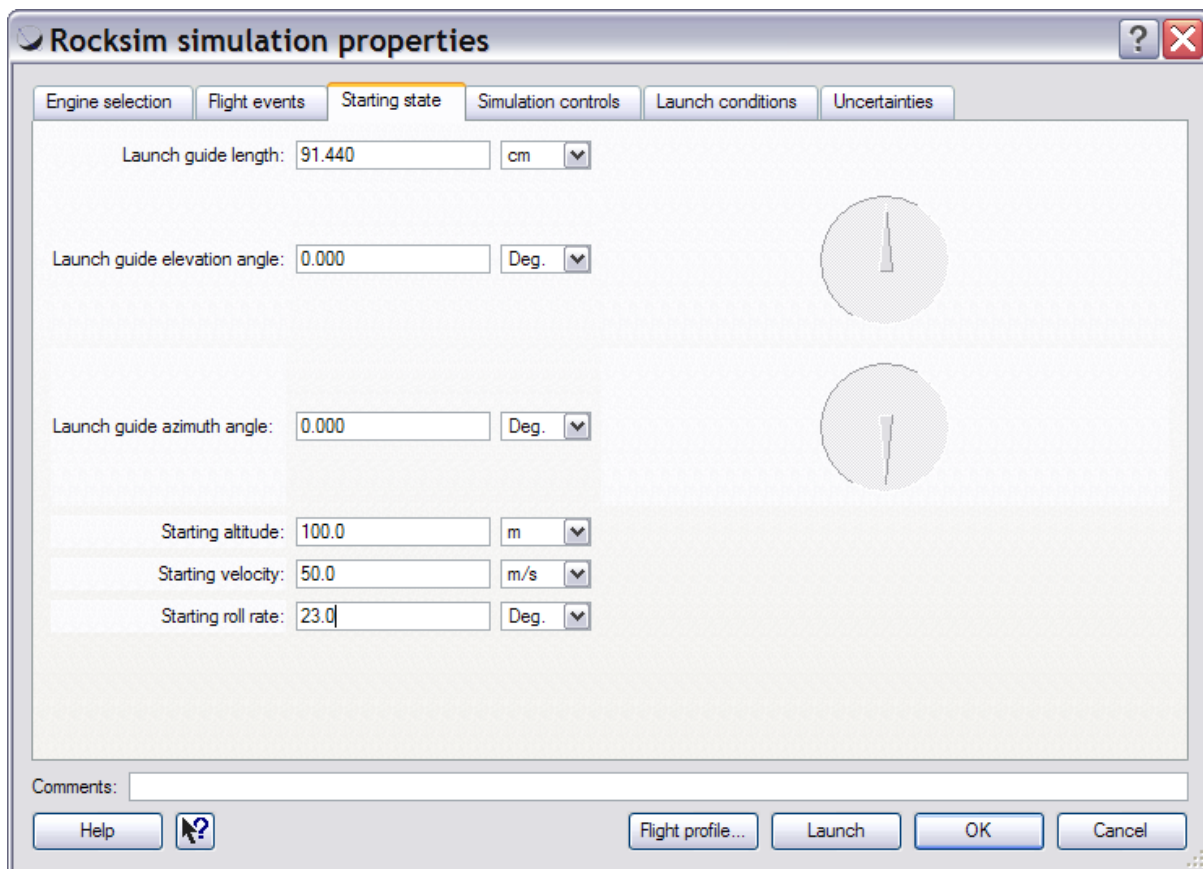 Rocksim simulation properties ?
Engine selection Flight events Starting state Simulation controls Launch conditions Uncertainties
Launch guide length: 91.440 cm
Launch guide elevation angle: 0.000 Deg.
Launch guide azimuth angle: 0.000 Deg.
Starting altitude: 100.0 m
Starting velocity: 50.0 m/s
Starting roll rate: 23.0 Deg.
Comments:
Help ? Flight profile... Launch OK Cancel